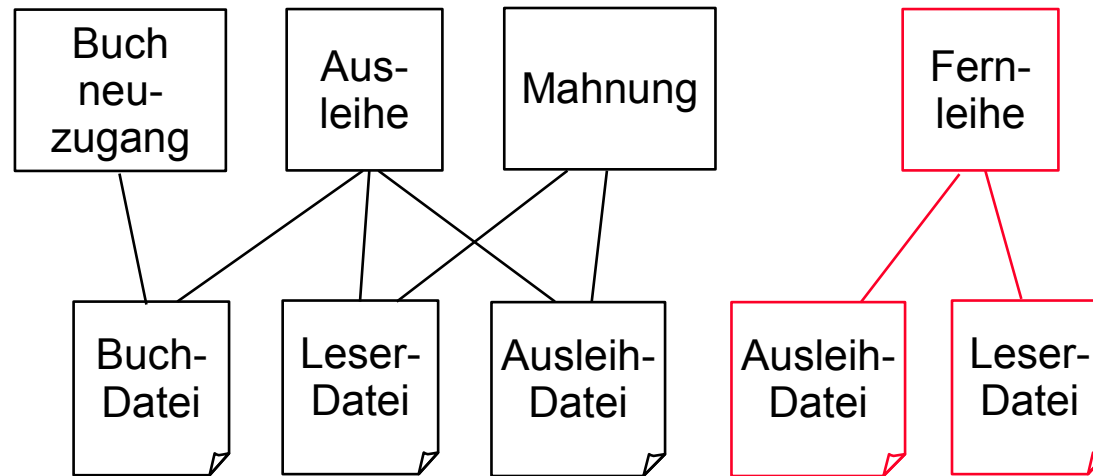 Buch
neu-
zugang
Aus-
leihe
Mahnung
Fern-
leihe
Buch-
Datei
Leser-
Datei
Ausleih-
Datei
Ausleih-
Datei
Leser-
Datei